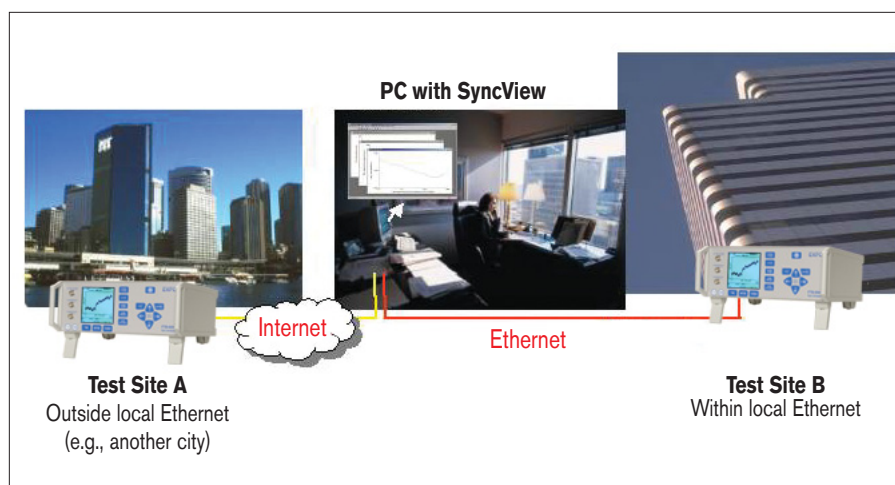 PC with SyncView
Internet
Ethernet
Test Site A
Outside local Ethernet
(e.g., another city)
Test Site B
Within local Ethernet